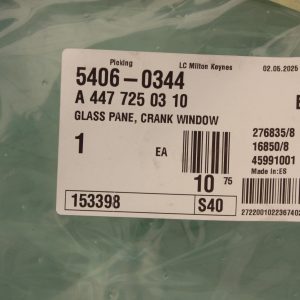 Picking LC Milton Keynes 02.05.2025
5406-0344
A 447 725 03 10
GLASS PANE, CRANK WINDOW
1 EA
276835/8
16850/8
45991001
Made in:ES
10 75
153398 S40